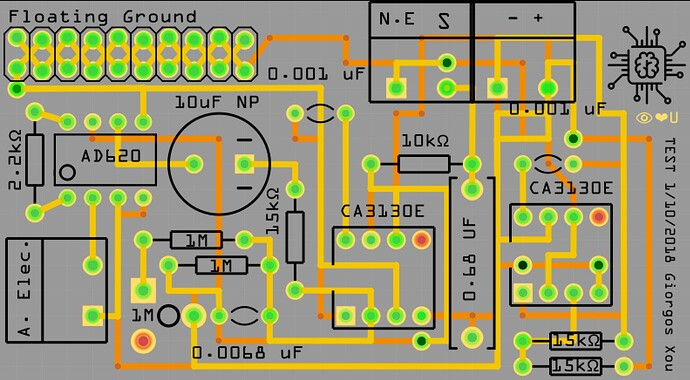 Floating Ground
N.E S
- +
0.001 uF
10uF NP
0.001 uF
2.2kΩ
AD620
10kΩ
15kΩ
CA3130E
CA3130E
1M
1M
0.68 UF
A. Elec.
1M
0.0068 uF
15kΩ
15kΩ
👁❤U
TEST 1/10/2018 Giorgos Xou